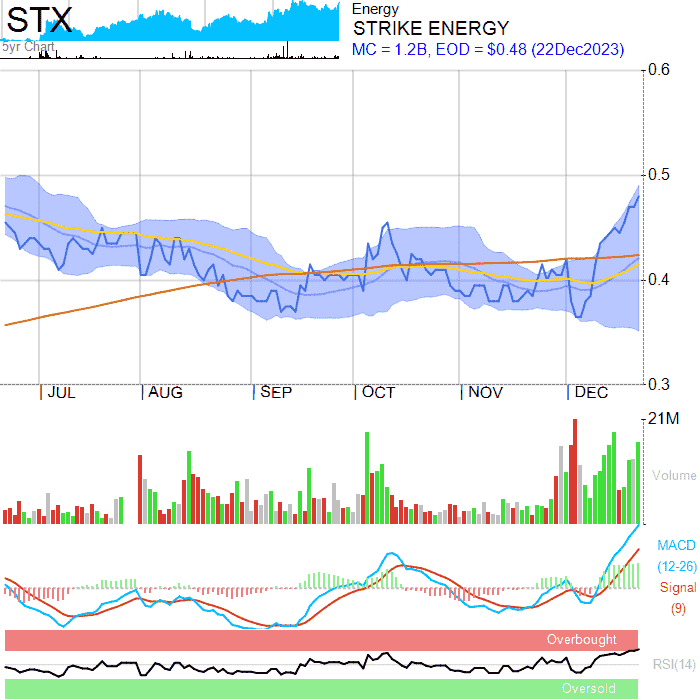 STX
5yr Chart
Energy
STRIKE ENERGY
MC = 1.2B, EOD = $0.48 (22Dec2023)
0.6
0.5
0.4
0.3
JUL AUG SEP OCT NOV DEC
21M
Volume
MACD
(12-26)
Signal
(9)
Overbought
RSI(14)
Oversold